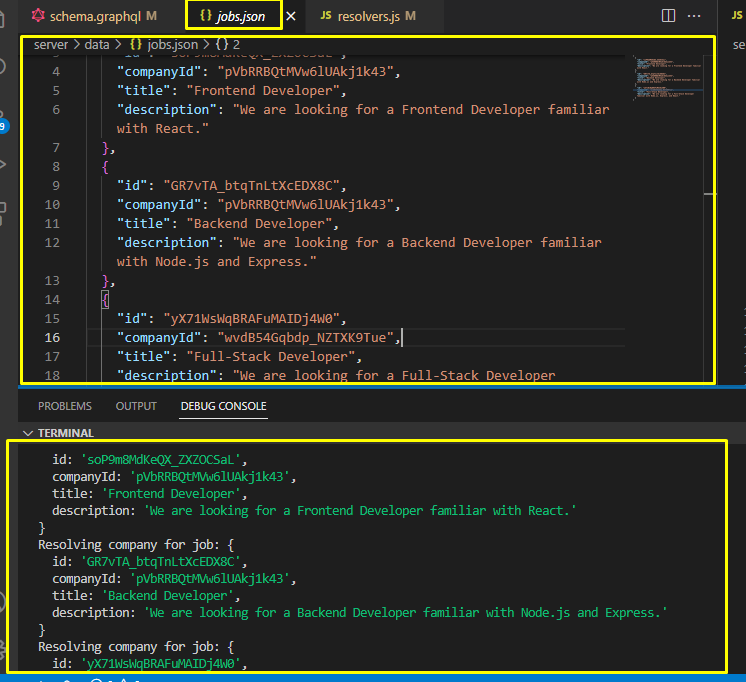 schema.graphql M
{} jobs.json
JS resolvers.js M
JS
server > data > {} jobs.json > {} 2
se
4 "companyId": "pVbRRBQtMVw6lUAkj1k43",
5 "title": "Frontend Developer",
6 "description": "We are looking for a Frontend Developer familiar
with React."
7 },
8 {
9 "id": "GR7vTA_btqTnLtXcEDX8C",
10 "companyId": "pVbRRBQtMVw6lUAkj1k43",
11 "title": "Backend Developer",
12 "description": "We are looking for a Backend Developer familiar
with Node.js and Express."
13 },
14 {
15 "id": "yX71WsWqBRAFuMAIDj4W0",
16 "companyId": "wvdB54Gqbdp_NZTXK9Tue",
17 "title": "Full-Stack Developer",
18 "description": "We are looking for a Full-Stack Developer
PROBLEMS OUTPUT DEBUG CONSOLE
TERMINAL
id: 'soP9m8MdKeQX_ZXZOCSaL',
companyId: 'pVbRRBQtMVw6lUAkj1k43',
title: 'Frontend Developer',
description: 'We are looking for a Frontend Developer familiar with React.'
}
Resolving company for job: {
id: 'GR7vTA_btqTnLtXcEDX8C',
companyId: 'pVbRRBQtMVw6lUAkj1k43',
title: 'Backend Developer',
description: 'We are looking for a Backend Developer familiar with Node.js and Express.'
}
Resolving company for job: {
id: 'yX71WsWqBRAFuMAIDj4W0',